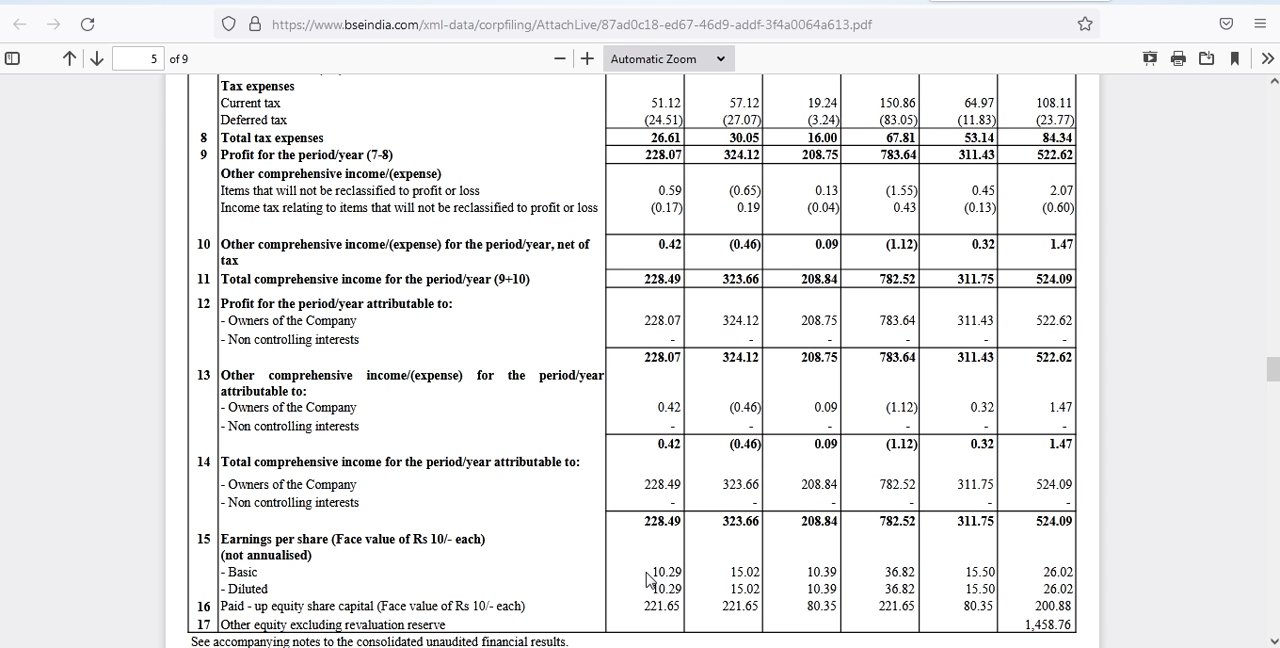 https://www.bseindia.com/xml-data/corpfiling/AttachLive/87ad0c18-ed67-46d9-addf-3f4a0064a613.pdf
5 of 9 Automatic Zoom
Tax expenses
Current tax 51.12 57.12 19.24 150.86 64.97 108.11
Deferred tax (24.51) (27.07) (3.24) (83.05) (11.83) (23.77)
8 Total tax expenses 26.61 30.05 16.00 67.81 53.14 84.34
9 Profit for the period/year (7-8) 228.07 324.12 208.75 783.64 311.43 522.62
Other comprehensive income/(expense)
Items that will not be reclassified to profit or loss 0.59 (0.65) 0.13 (1.55) 0.45 2.07
Income tax relating to items that will not be reclassified to profit or loss (0.17) 0.19 (0.04) 0.43 (0.13) (0.60)
10 Other comprehensive income/(expense) for the period/year, net of 0.42 (0.46) 0.09 (1.12) 0.32 1.47
tax
11 Total comprehensive income for the period/year (9+10) 228.49 323.66 208.84 782.52 311.75 524.09
12 Profit for the period/year attributable to:
- Owners of the Company 228.07 324.12 208.75 783.64 311.43 522.62
- Non controlling interests - - - - - -
228.07 324.12 208.75 783.64 311.43 522.62
13 Other comprehensive income/(expense) for the period/year
attributable to:
- Owners of the Company 0.42 (0.46) 0.09 (1.12) 0.32 1.47
- Non controlling interests - - - - - -
0.42 (0.46) 0.09 (1.12) 0.32 1.47
14 Total comprehensive income for the period/year attributable to:
- Owners of the Company 228.49 323.66 208.84 782.52 311.75 524.09
- Non controlling interests - - - - - -
228.49 323.66 208.84 782.52 311.75 524.09
15 Earnings per share (Face value of Rs 10/- each)
(not annualised)
- Basic 10.29 15.02 10.39 36.82 15.50 26.02
- Diluted 10.29 15.02 10.39 36.82 15.50 26.02
16 Paid - up equity share capital (Face value of Rs 10/- each) 221.65 221.65 80.35 221.65 80.35 200.88
17 Other equity excluding revaluation reserve 1,458.76
See accompanying notes to the consolidated unaudited financial results.